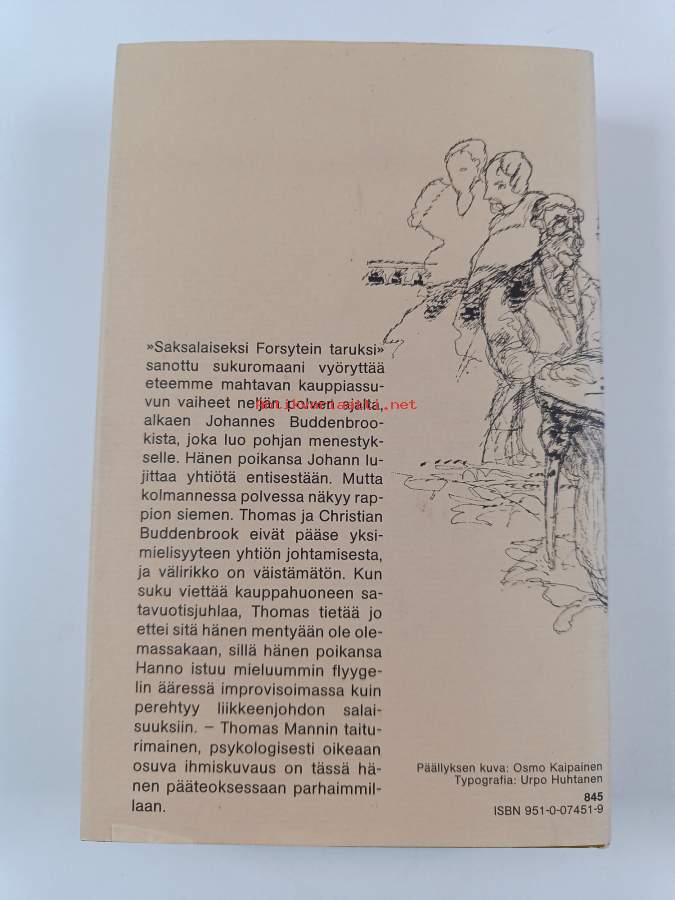 »Saksalaiseksi Forsytein taruksi»
sanottu sukuromaani vyöryttää
eteemme mahtavan kauppiassu-
vun vaiheet neljän polven ajalta,
alkaen Johannes Buddenbroo-
kista, joka luo pohjan menestyk-
selle. Hänen poikansa Johann lu-
jittaa yhtiötä entisestään. Mutta
kolmannessa polvessa näkyy rap-
pion siemen. Thomas ja Christian
Buddenbrook eivät pääse yksi-
mielisyyteen yhtiön johtamisesta,
ja välirikko on väistämätön. Kun
suku viettää kauppahuoneen sa-
tavuotisjuhlaa, Thomas tietää jo
ettei sitä hänen mentyään ole ole-
massakaan, sillä hänen poikansa
Hanno istuu mieluummin flyyge-
lin ääressä improvisoimassa kuin
perehtyy liikkeenjohdon salai-
suuksiin. – Thomas Mannin taitu-
rimainen, psykologisesti oikeaan
osuva ihmiskuvaus on tässä hä-
nen pääteoksessaan parhaimmil-
laan.
Päällyksen kuva: Osmo Kaipainen
Typografia: Urpo Huhtanen
845
ISBN 951-0-07451-9